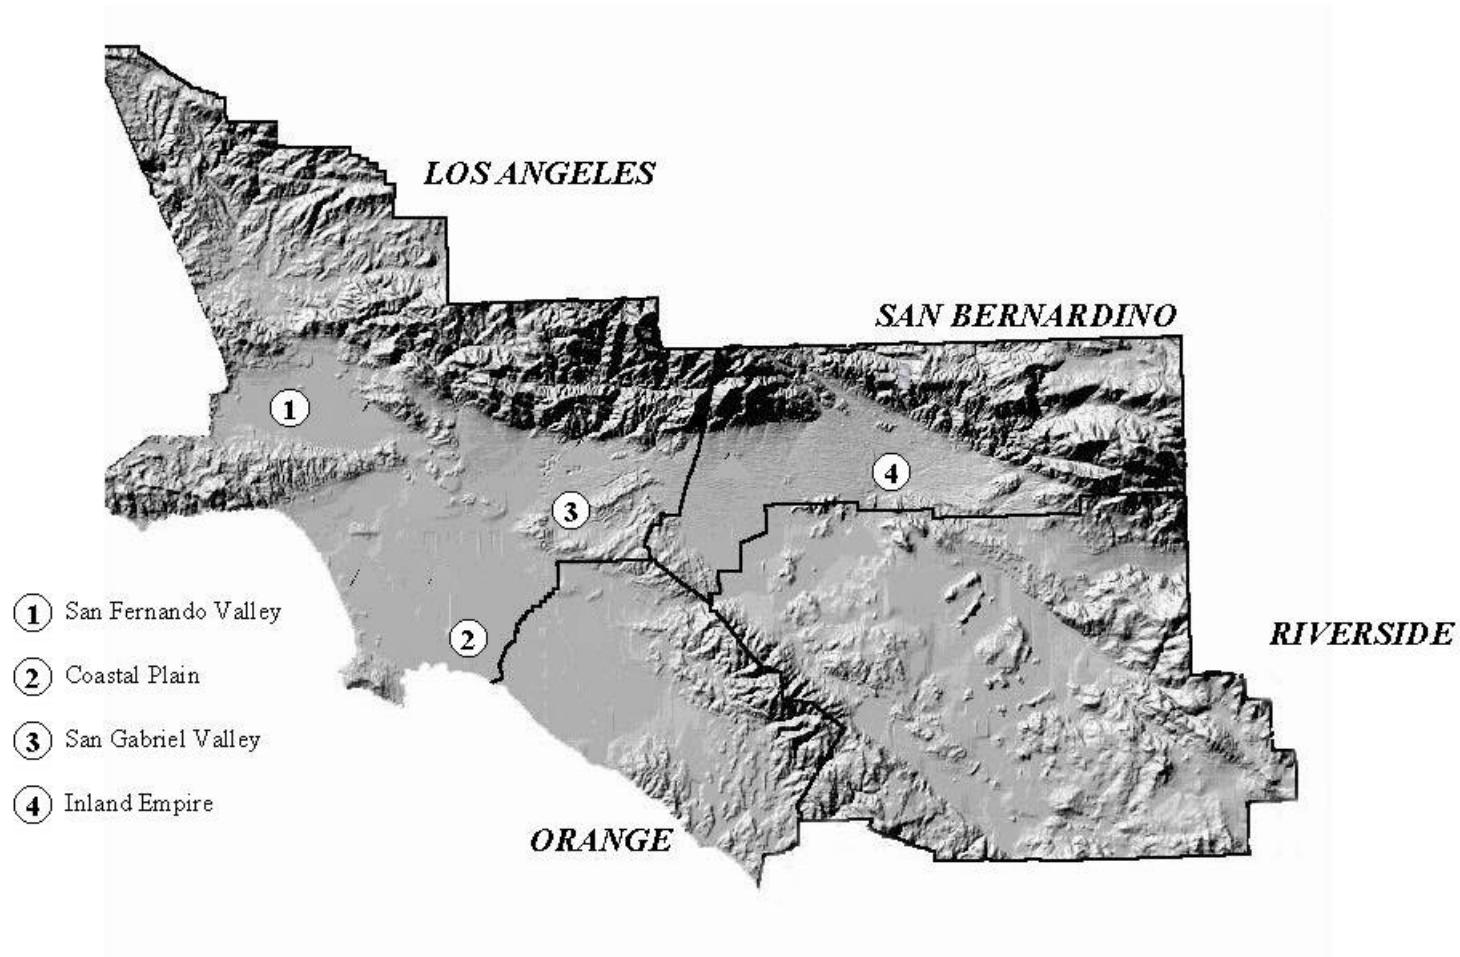 LOS ANGELES
SAN BERNARDINO
1
4
3
1 San Fernando Valley
RIVERSIDE
2
2 Coastal Plain
3 San Gabriel Valley
4 Inland Empire
ORANGE